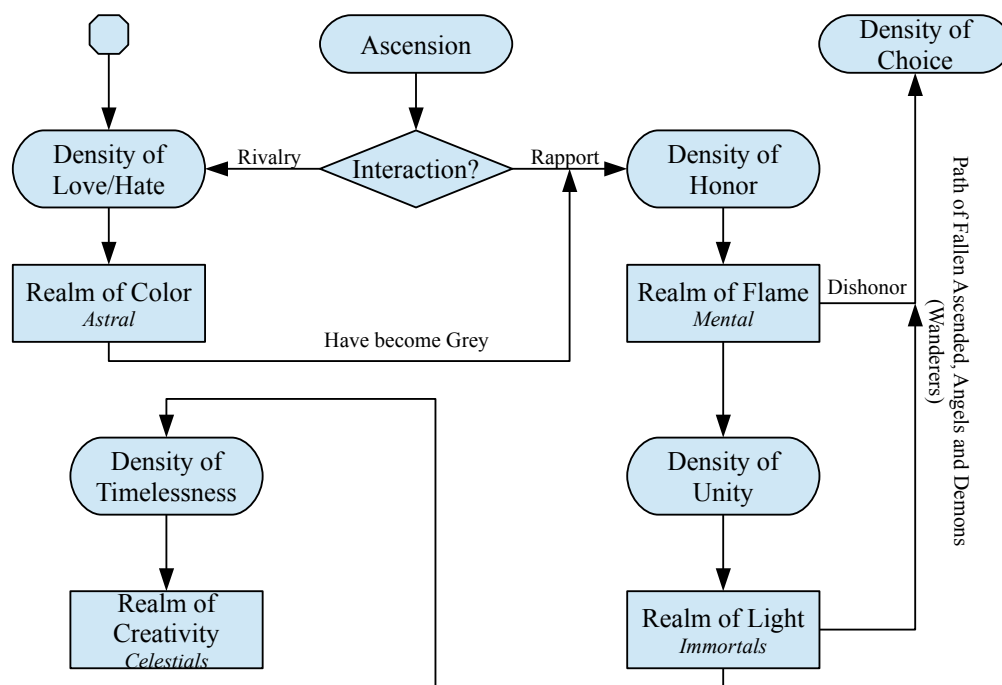 Ascension
Density of
Choice
Density of
Love/Hate
Rivalry
Interaction?
Rapport
Density of
Honor
Realm of Color
Astral
Realm of Flame
Mental
Dishonor
Path of Fallen Ascended, Angels and Demons
(Wanderers)
Have become Grey
Density of
Timelessness
Density of
Unity
Realm of
Creativity
Celestials
Realm of Light
Immortals